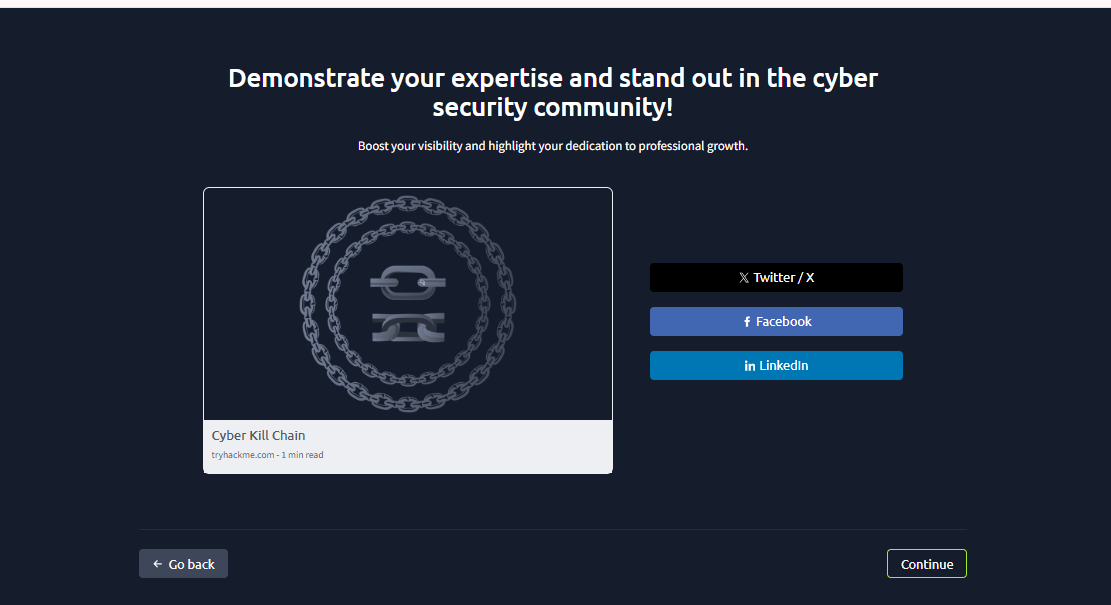 Demonstrate your expertise and stand out in the cyber
security community!
Boost your visibility and highlight your dedication to professional growth.
Twitter / X
Facebook
LinkedIn
Cyber Kill Chain
tryhackme.com - 1 min read
Go back
Continue